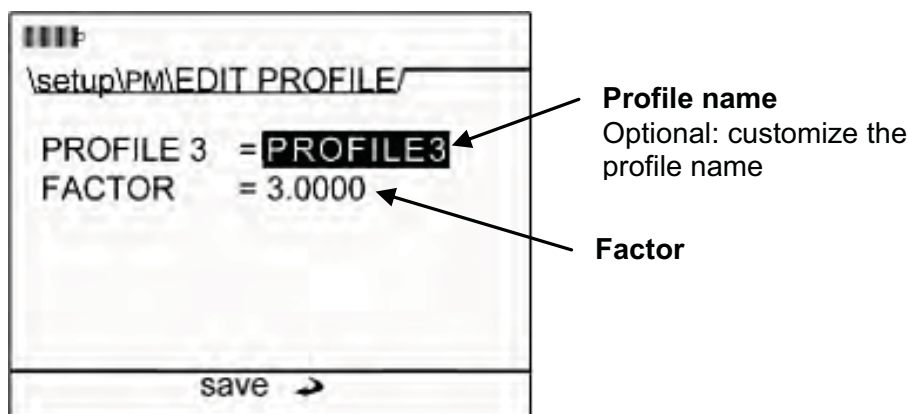 \setup\PM\EDIT PROFILE/
PROFILE 3 = PROFILE3
FACTOR = 3.0000
save
Profile name
Optional: customize the
profile name
Factor